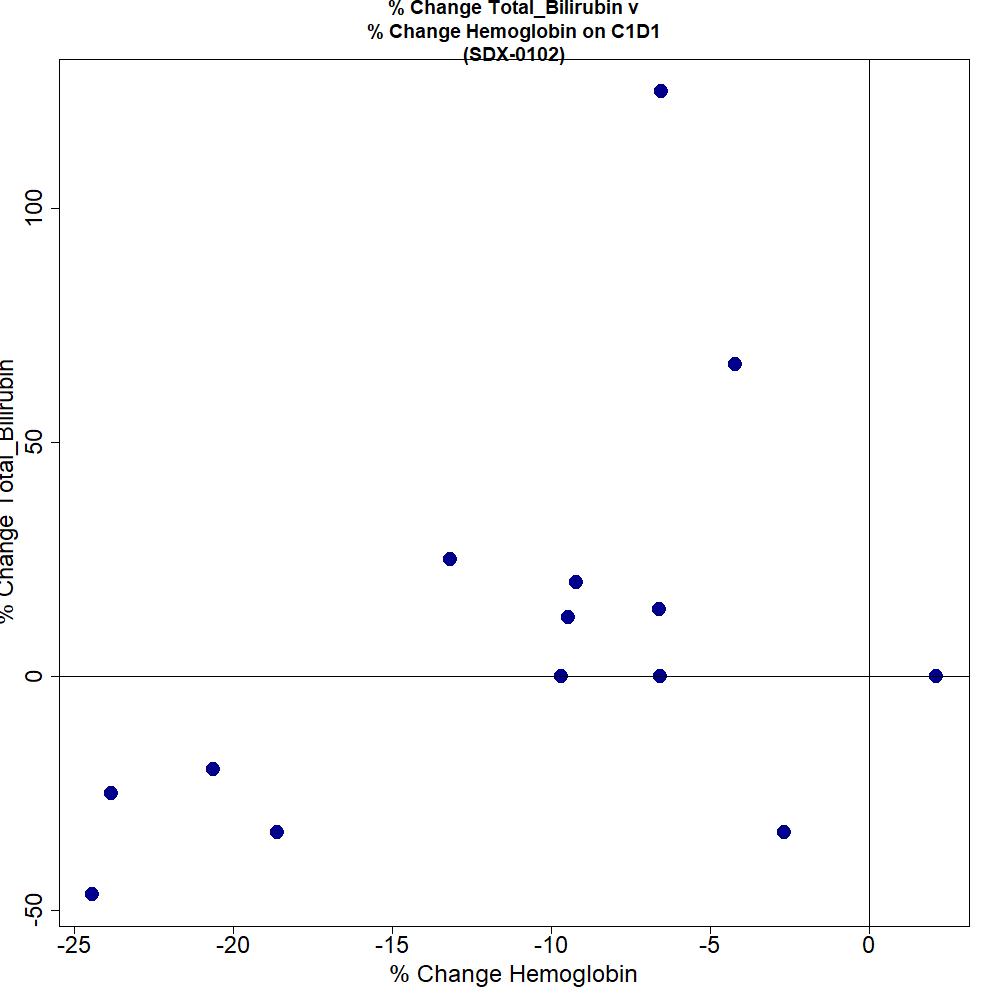 % Change Total_Bilirubin v
% Change Hemoglobin on C1D1
(SDX-0102)
% Change Total_Bilirubin
100
50
0
-50
-25
-20
-15
-10
-5
0
% Change Hemoglobin